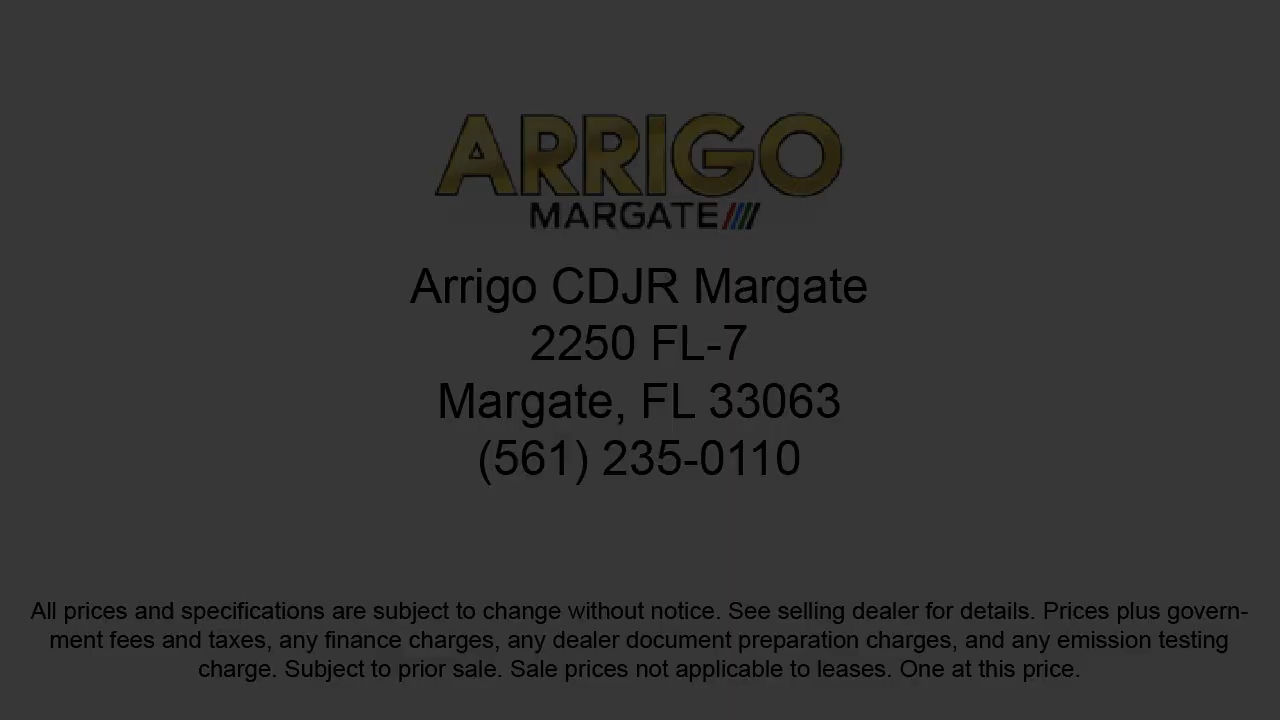 ARRIGO
MARGATE
Arrigo CDJR Margate
2250 FL-7
Margate, FL 33063
(561) 235-0110
All prices and specifications are subject to change without notice. See selling dealer for details. Prices plus govern-
ment fees and taxes, any finance charges, any dealer document preparation charges, and any emission testing
charge. Subject to prior sale. Sale prices not applicable to leases. One at this price.